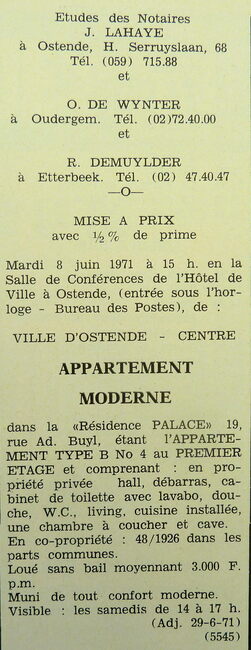 Etudes des Notaires
J. LAHAYE
à Ostende, H. Serruyslaan, 68
Tél. (059) 715.88
et
O. DE WYNTER
à Oudergem. Tél. (02)72.40.00
et
R. DEMUYLDER
à Etterbeek. Tél. (02) 47.40.47
—O—
MISE A PRIX
avec ½ % de prime
Mardi 8 juin 1971 à 15 h. en la
Salle de Conférences de l'Hôtel de
Ville à Ostende, (entrée sous l'hor-
loge - Bureau des Postes), de :
VILLE D'OSTENDE - CENTRE
APPARTEMENT
MODERNE
dans la «Résidence PALACE» 19,
rue Ad. Buyl, étant l'APPARTE-
MENT TYPE B No 4 au PREMIER
ETAGE et comprenant : en pro-
priété privée hall, débarras, ca-
binet de toilette avec lavabo, dou-
che, W.C., living, cuisine installée,
une chambre à coucher et cave.
En co-propriété : 48/1926 dans les
parts communes.
Loué sans bail moyennant 3.000 F.
p.m.
Muni de tout confort moderne.
Visible : les samedis de 14 à 17 h.
(Adj. 29-6-71)
(5545)